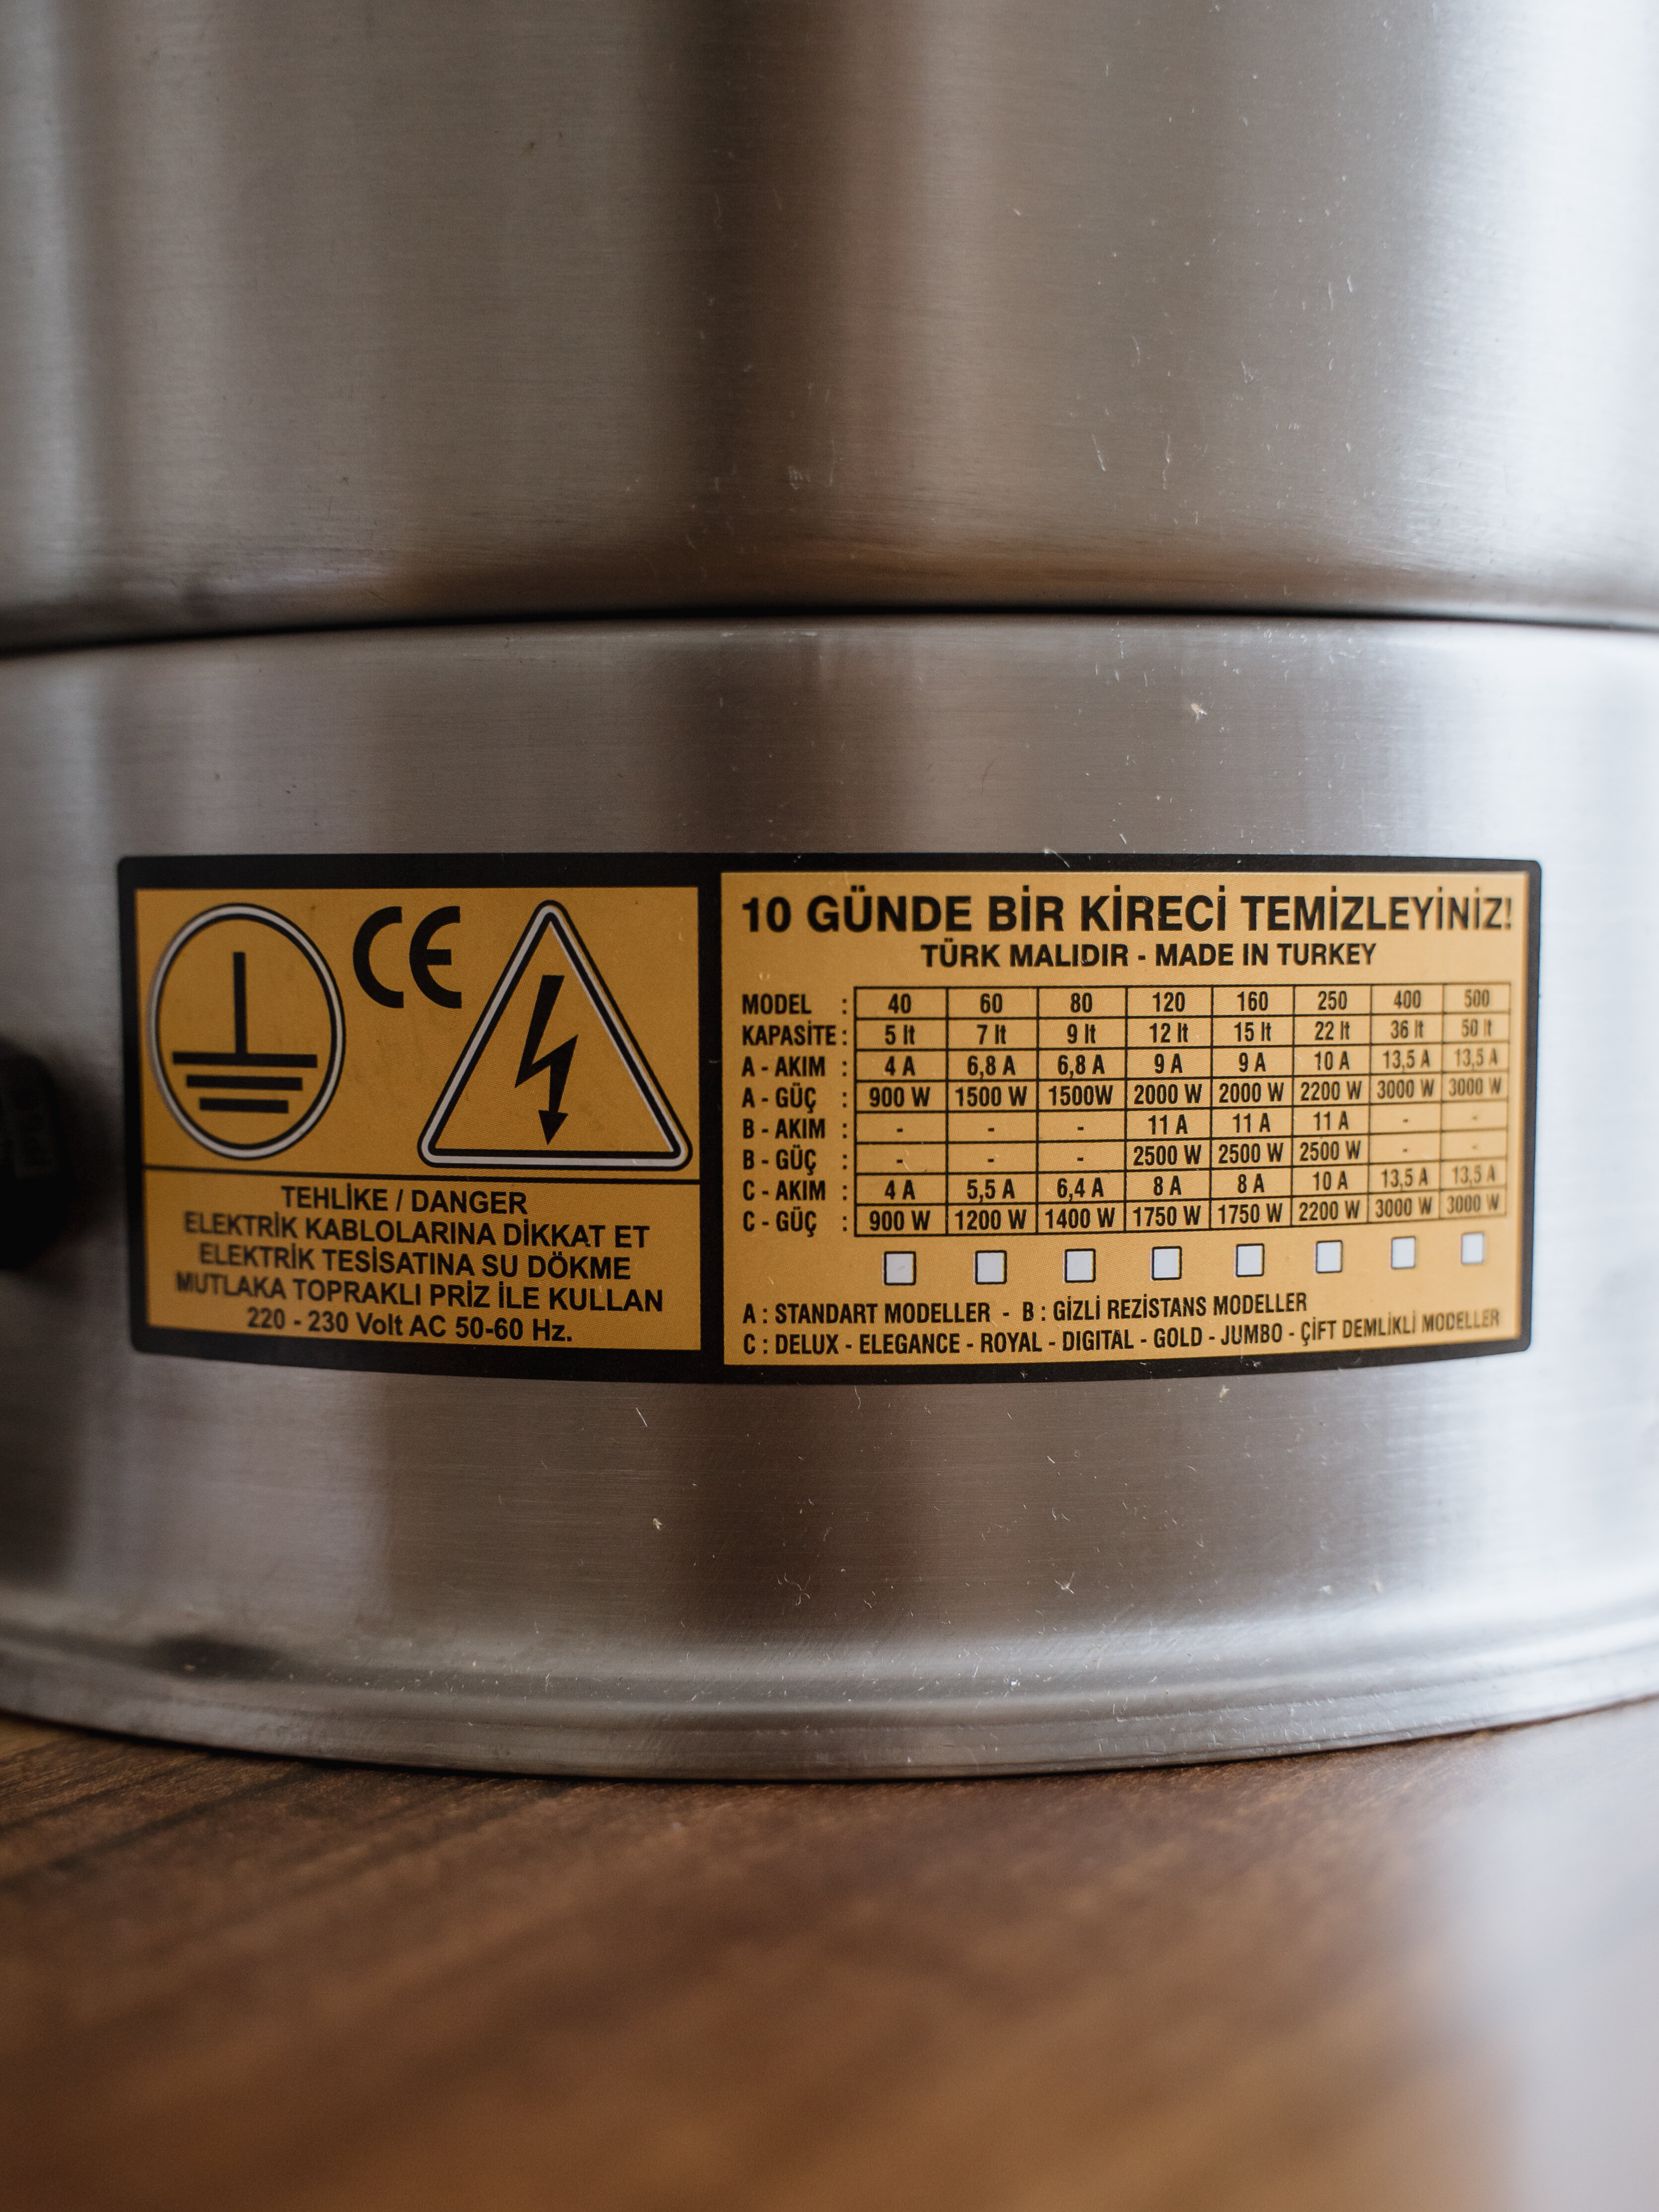 CE
TEHLİKE / DANGER
ELEKTRİK KABLOLARINA DİKKAT ET
ELEKTRİK TESİSATINA SU DÖKME
MUTLAKA TOPRAKLI PRİZ İLE KULLAN
220 - 230 Volt AC 50-60 Hz.
10 GÜNDE BİR KİRECİ TEMİZLEYİNİZ!
TÜRK MALIDIR - MADE IN TURKEY
MODEL : 40 60 80 120 160 250 400 500
KAPASİTE : 5 lt 7 lt 9 lt 12 lt 15 lt 22 lt 36 lt 50 lt
A - AKIM : 4 A 6,8 A 6,8 A 9 A 9 A 10 A 13,5 A 13,5 A
A - GÜÇ : 900 W 1500 W 1500W 2000 W 2000 W 2200 W 3000 W 3000 W
B - AKIM : - - - 11 A 11 A 11 A - -
B - GÜÇ : - - - 2500 W 2500 W 2500 W - -
C - AKIM : 4 A 5,5 A 6,4 A 8 A 8 A 10 A 13,5 A 13,5 A
C - GÜÇ : 900 W 1200 W 1400 W 1750 W 1750 W 2200 W 3000 W 3000 W
A : STANDART MODELLER - B : GİZLİ REZİSTANS MODELLER
C : DELUX - ELEGANCE - ROYAL - DIGITAL - GOLD - JUMBO - ÇİFT DEMLİKLİ MODELLER